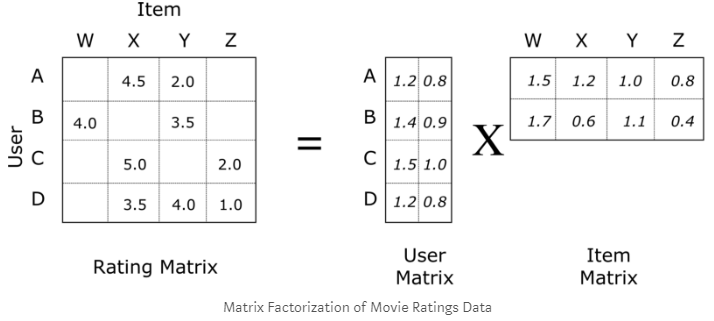 Item
W X Y Z
A 4.5 2.0
B 4.0 3.5
C 5.0 2.0
D 3.5 4.0 1.0
User
Rating Matrix
=
A 1.2 0.8
B 1.4 0.9
C 1.5 1.0
D 1.2 0.8
User
Matrix
X
W X Y Z
1.5 1.2 1.0 0.8
1.7 0.6 1.1 0.4
Item
Matrix
Matrix Factorization of Movie Ratings Data